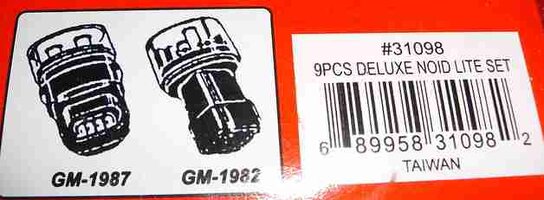 GM-1987 GM-1982
#31098
9PCS DELUXE NOID LITE SET
6 89958 31098 2
TAIWAN